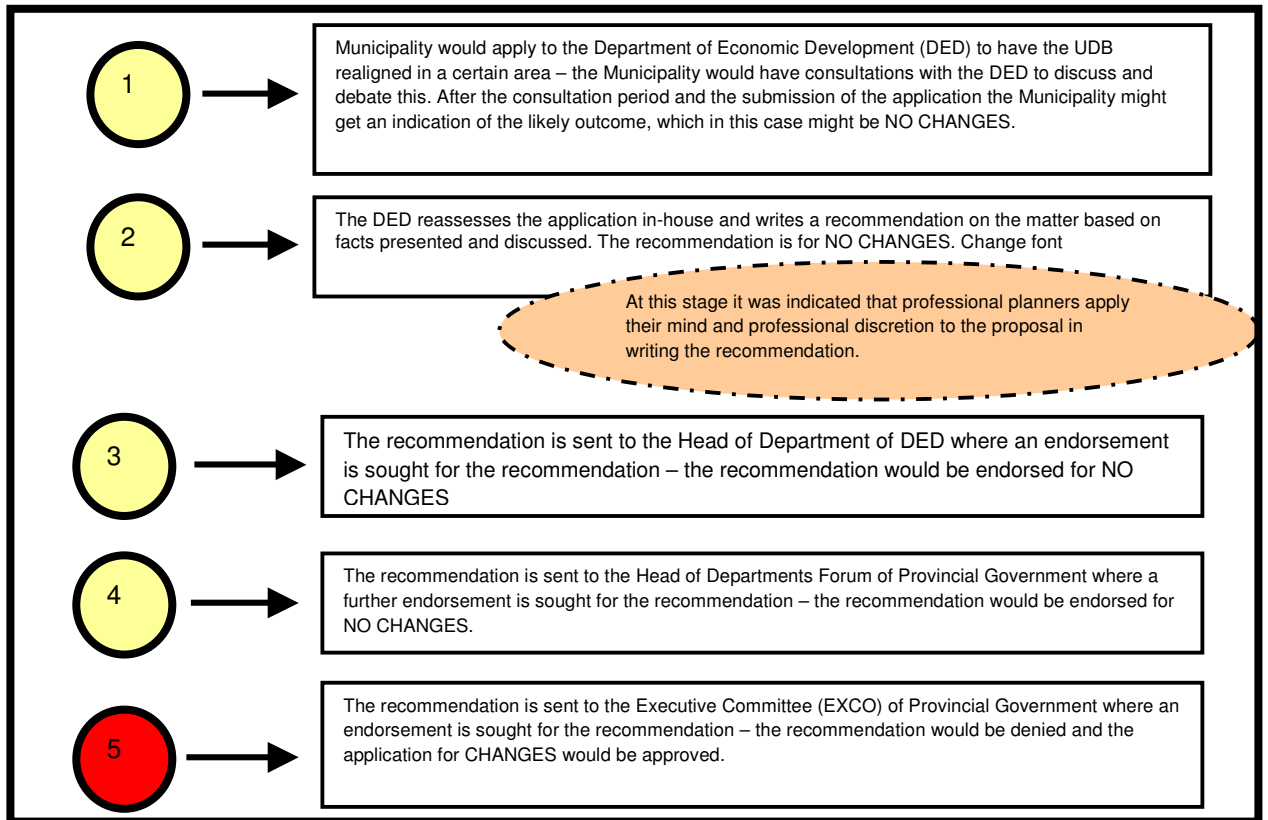 1
Municipality would apply to the Department of Economic Development (DED) to have the UDB
realigned in a certain area – the Municipality would have consultations with the DED to discuss and
debate this. After the consultation period and the submission of the application the Municipality might
get an indication of the likely outcome, which in this case might be NO CHANGES.
2
The DED reassesses the application in-house and writes a recommendation on the matter based on
facts presented and discussed. The recommendation is for NO CHANGES. Change font
At this stage it was indicated that professional planners apply
their mind and professional discretion to the proposal in
writing the recommendation.
3
The recommendation is sent to the Head of Department of DED where an endorsement
is sought for the recommendation – the recommendation would be endorsed for NO
CHANGES
4
The recommendation is sent to the Head of Departments Forum of Provincial Government where a
further endorsement is sought for the recommendation – the recommendation would be endorsed for
NO CHANGES.
5
The recommendation is sent to the Executive Committee (EXCO) of Provincial Government where an
endorsement is sought for the recommendation – the recommendation would be denied and the
application for CHANGES would be approved.